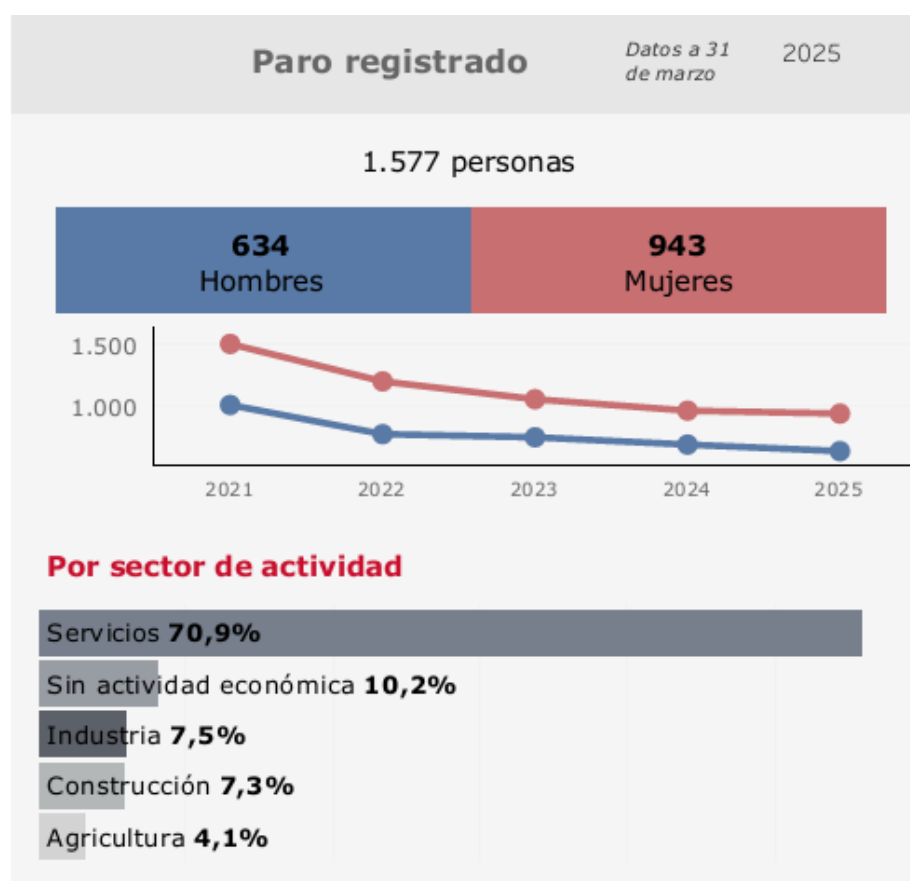 Paro registrado
Datos a 31
de marzo
2025
1.577 personas
634
Hombres
943
Mujeres
1.500
1.000
2021 2022 2023 2024 2025
Por sector de actividad
Servicios 70,9%
Sin actividad económica 10,2%
Industria 7,5%
Construcción 7,3%
Agricultura 4,1%